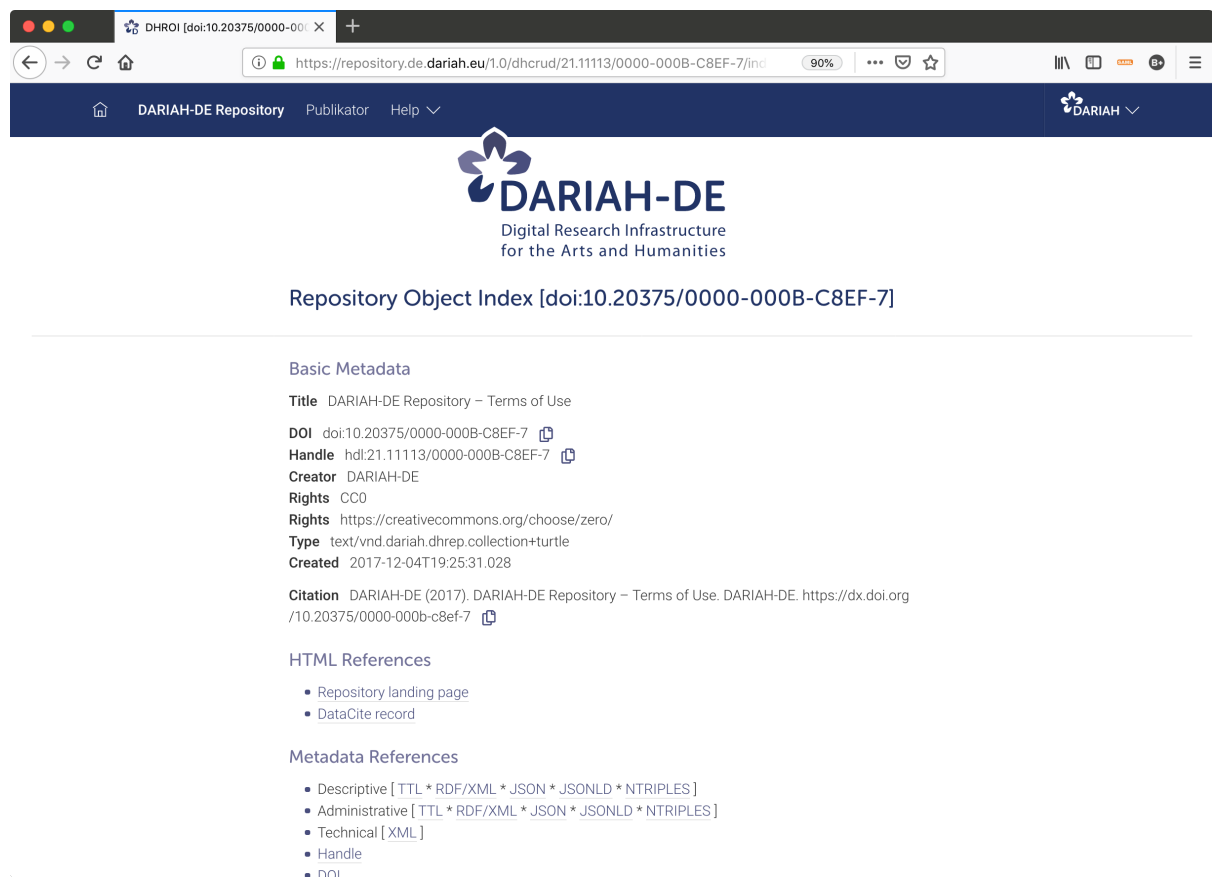 DHROI [doi:10.20375/0000-000
https://repository.de.dariah.eu/1.0/dhcrud/21.11113/0000-000B-C8EF-7/ind
90%
DARIAH-DE Repository Publikator Help
DARIAH
DARIAH-DE
Digital Research Infrastructure
for the Arts and Humanities
Repository Object Index [doi:10.20375/0000-000B-C8EF-7]
Basic Metadata
Title DARIAH-DE Repository – Terms of Use
DOI doi:10.20375/0000-000B-C8EF-7
Handle hdl:21.11113/0000-000B-C8EF-7
Creator DARIAH-DE
Rights CC0
Rights https://creativecommons.org/choose/zero/
Type text/vnd.dariah.dhrep.collection+turtle
Created 2017-12-04T19:25:31.028
Citation DARIAH-DE (2017). DARIAH-DE Repository – Terms of Use. DARIAH-DE. https://dx.doi.org
/10.20375/0000-000b-c8ef-7
HTML References
Repository landing page
DataCite record
Metadata References
Descriptive [ TTL * RDF/XML * JSON * JSONLD * NTRIPLES ]
Administrative [ TTL * RDF/XML * JSON * JSONLD * NTRIPLES ]
Technical [ XML ]
Handle
DOI